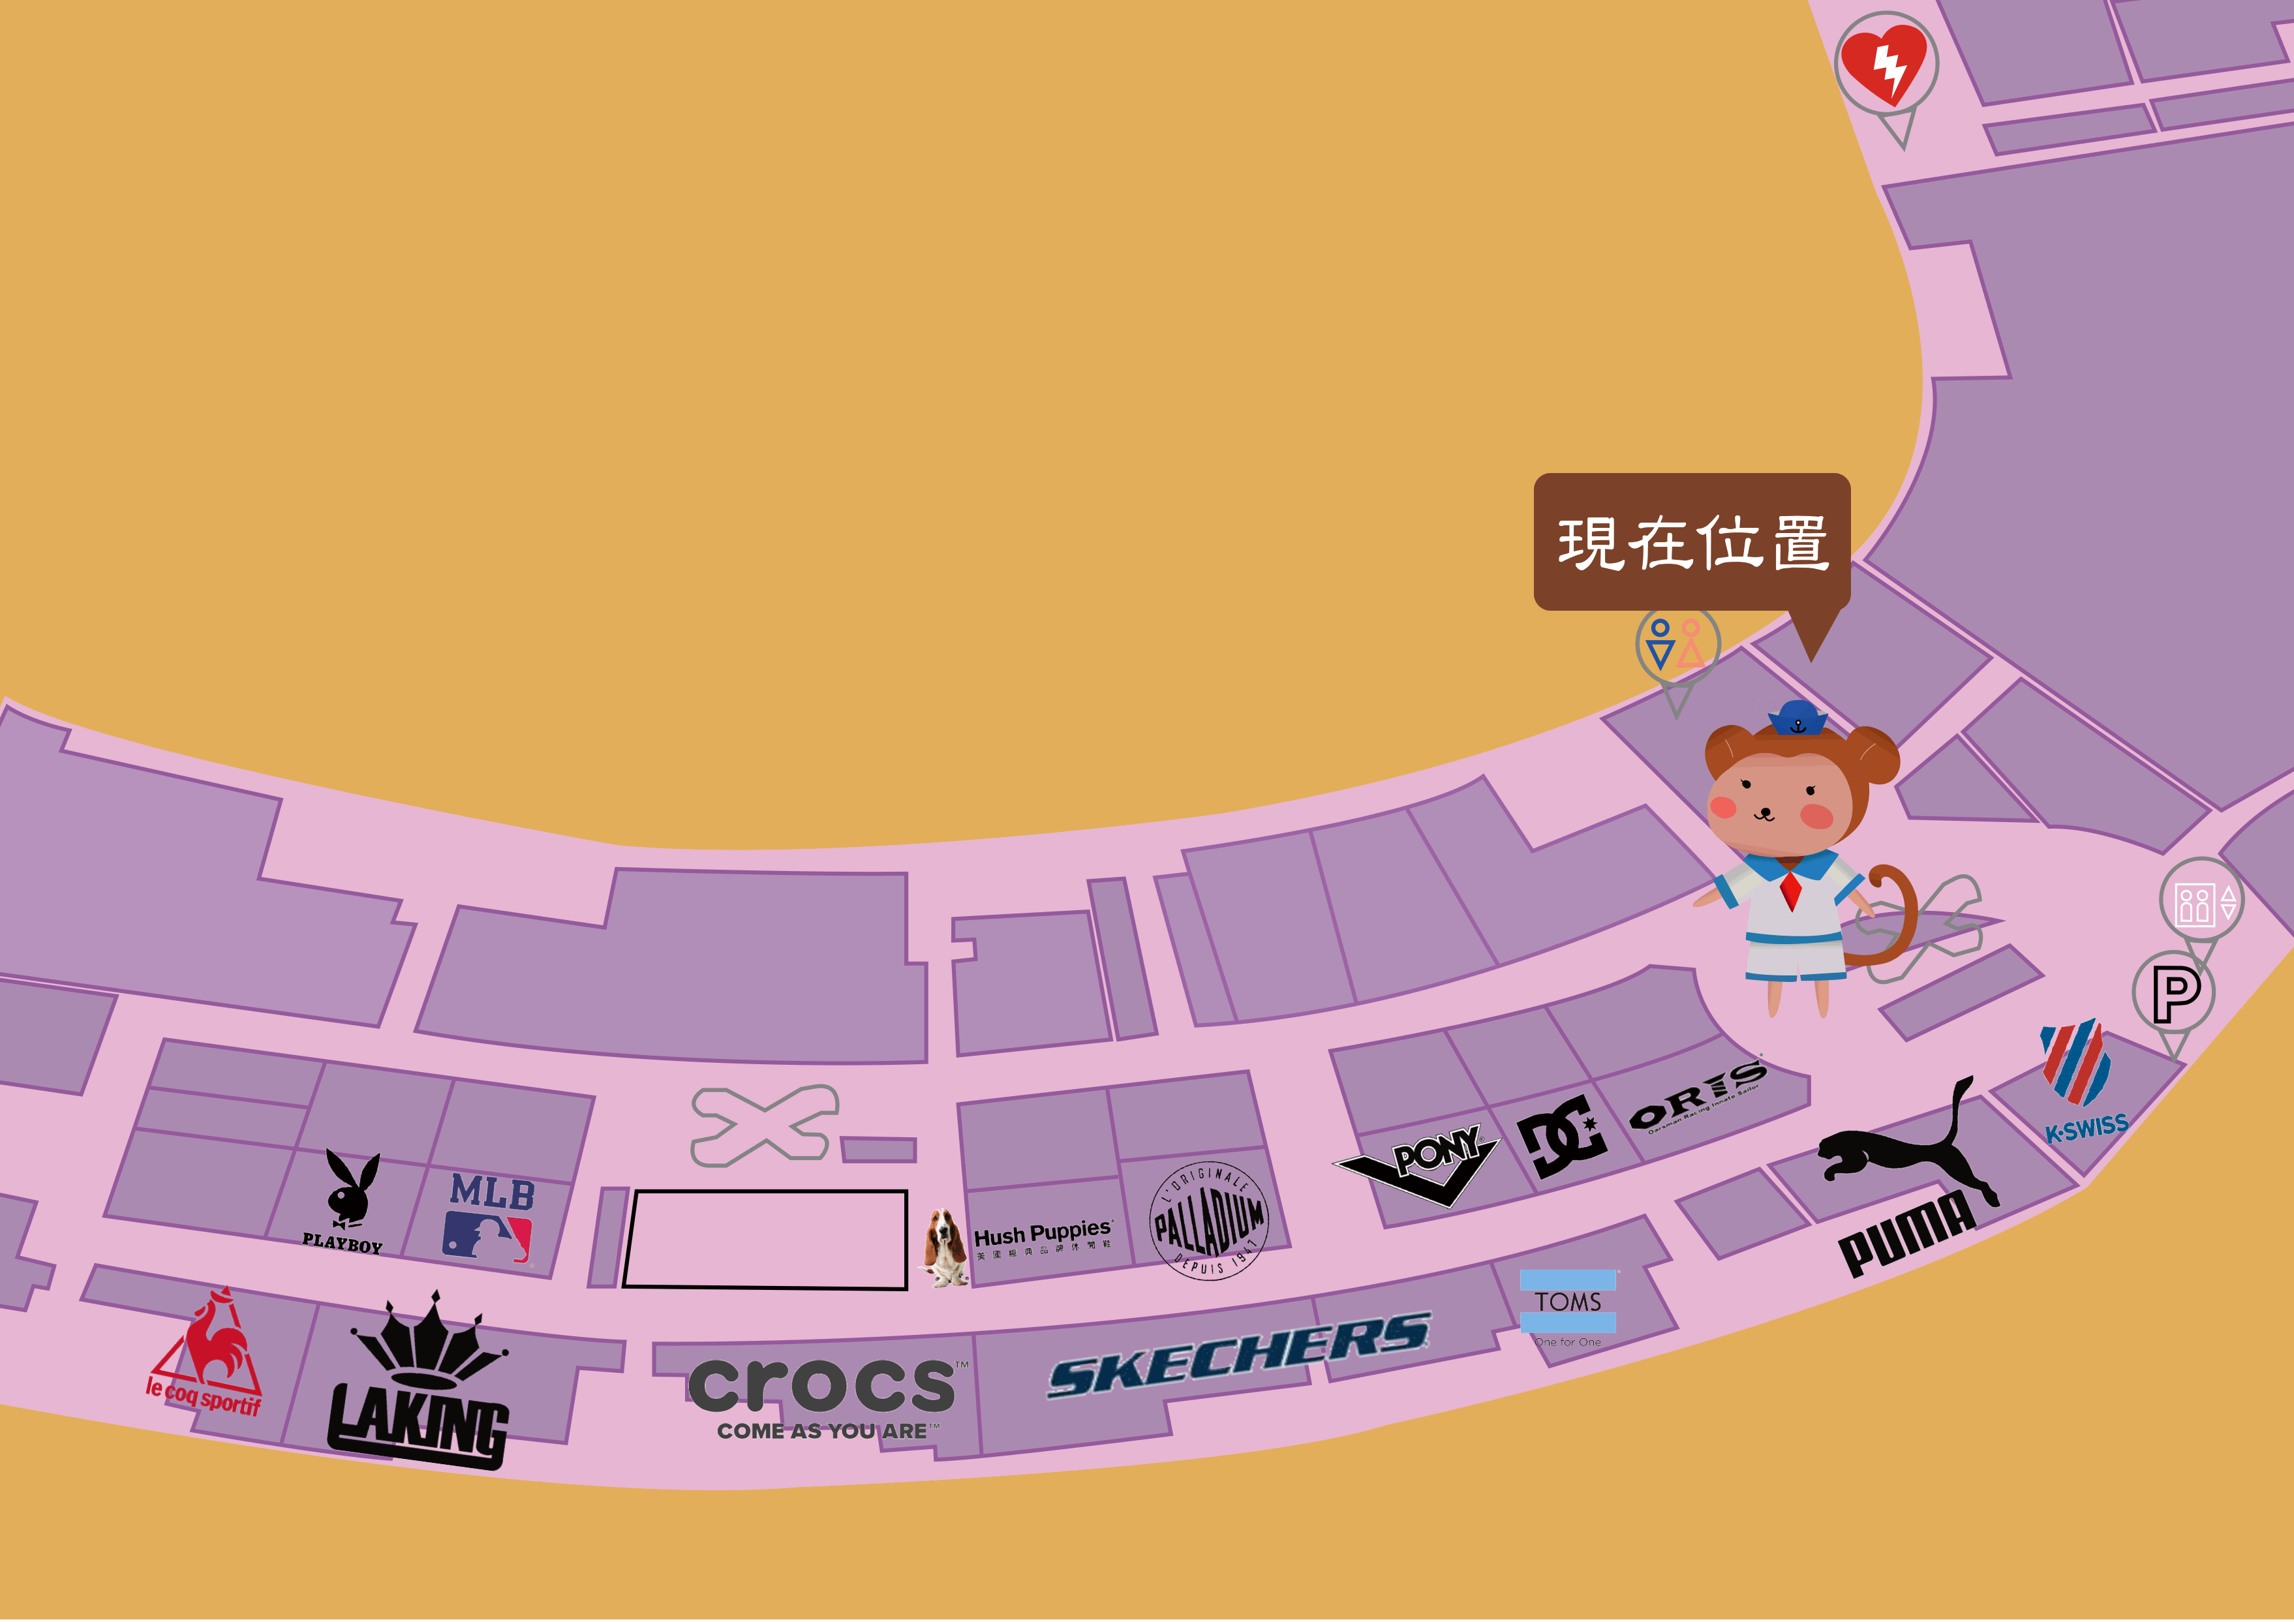 現在位置
P
K·SWISS
ORIS
Oarsman Racing Innate Sailor
DC
PONY
PUMA
PLAYBOY
MLB
Hush Puppies
美國經典品牌休閒鞋
L'ORIGINALE
PALLADIUM
DEPUIS 1947
TOMS
One for One
SKECHERS
le coq sportif
LAKING
crocs™
COME AS YOU ARE™